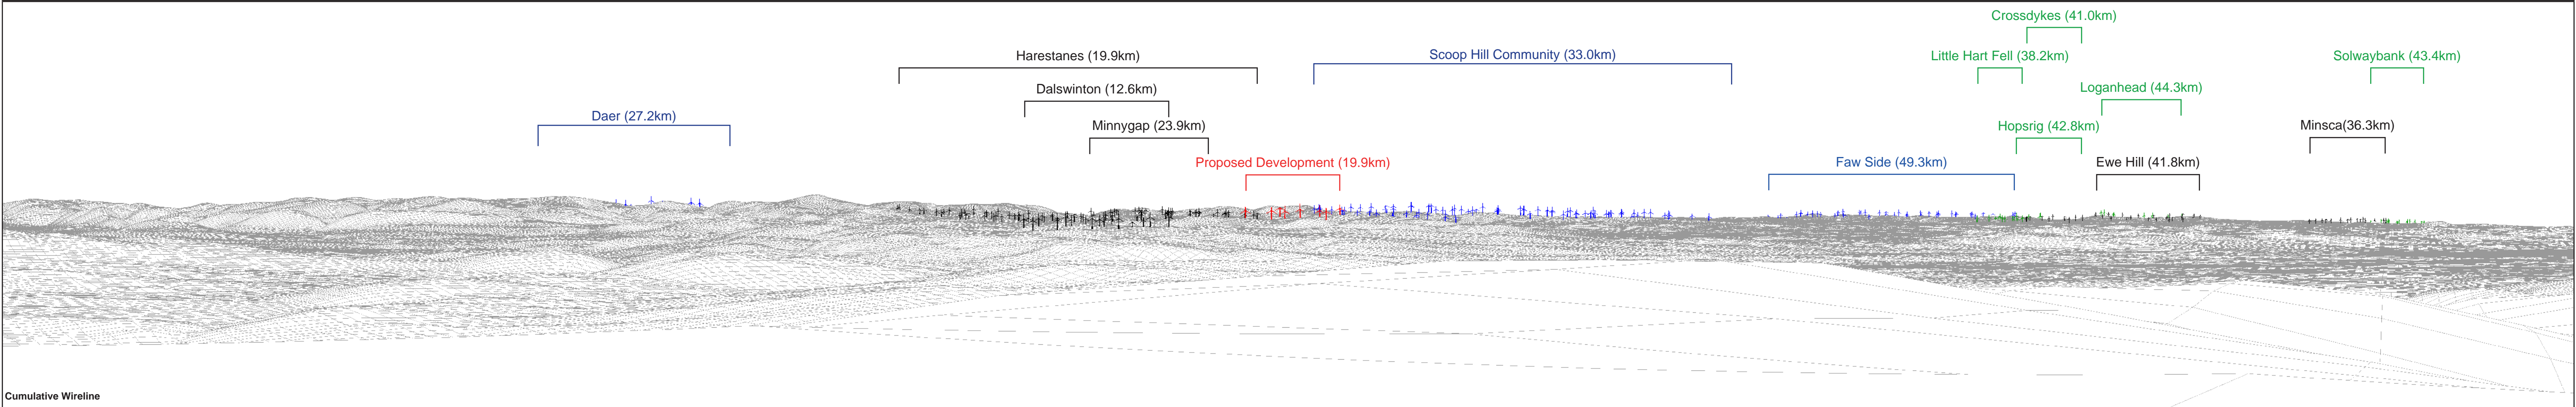 Crossdykes (41.0km)
Harestanes (19.9km)
Scoop Hill Community (33.0km)
Little Hart Fell (38.2km)
Solwaybank (43.4km)
Dalswinton (12.6km)
Loganhead (44.3km)
Daer (27.2km)
Minnygap (23.9km)
Hopsrig (42.8km)
Minsca(36.3km)
Proposed Development (19.9km)
Faw Side (49.3km)
Ewe Hill (41.8km)
Cumulative Wireline